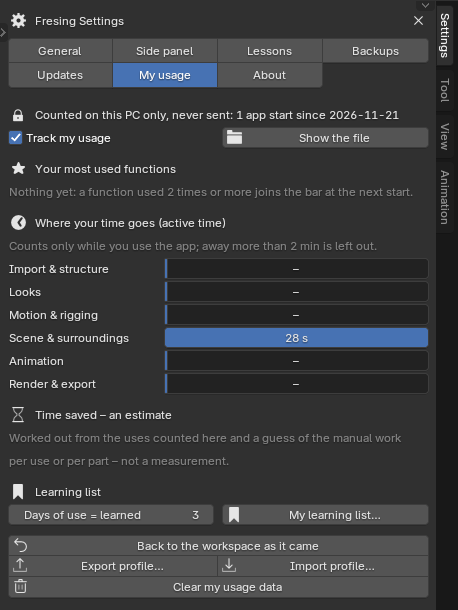 Fresing Settings
General
Side panel
Lessons
Backups
Updates
My usage
About
Counted on this PC only, never sent: 1 app start since 2026-11-21
Track my usage
Show the file
Your most used functions
Nothing yet: a function used 2 times or more joins the bar at the next start.
Where your time goes (active time)
Counts only while you use the app; away more than 2 min is left out.
Import & structure –
Looks –
Motion & rigging –
Scene & surroundings 28 s
Animation –
Render & export –
Time saved – an estimate
Worked out from the uses counted here and a guess of the manual work
per use or per part – not a measurement.
Learning list
Days of use = learned 3
My learning list...
Back to the workspace as it came
Export profile...
Import profile...
Clear my usage data
Settings
Tool
View
Animation